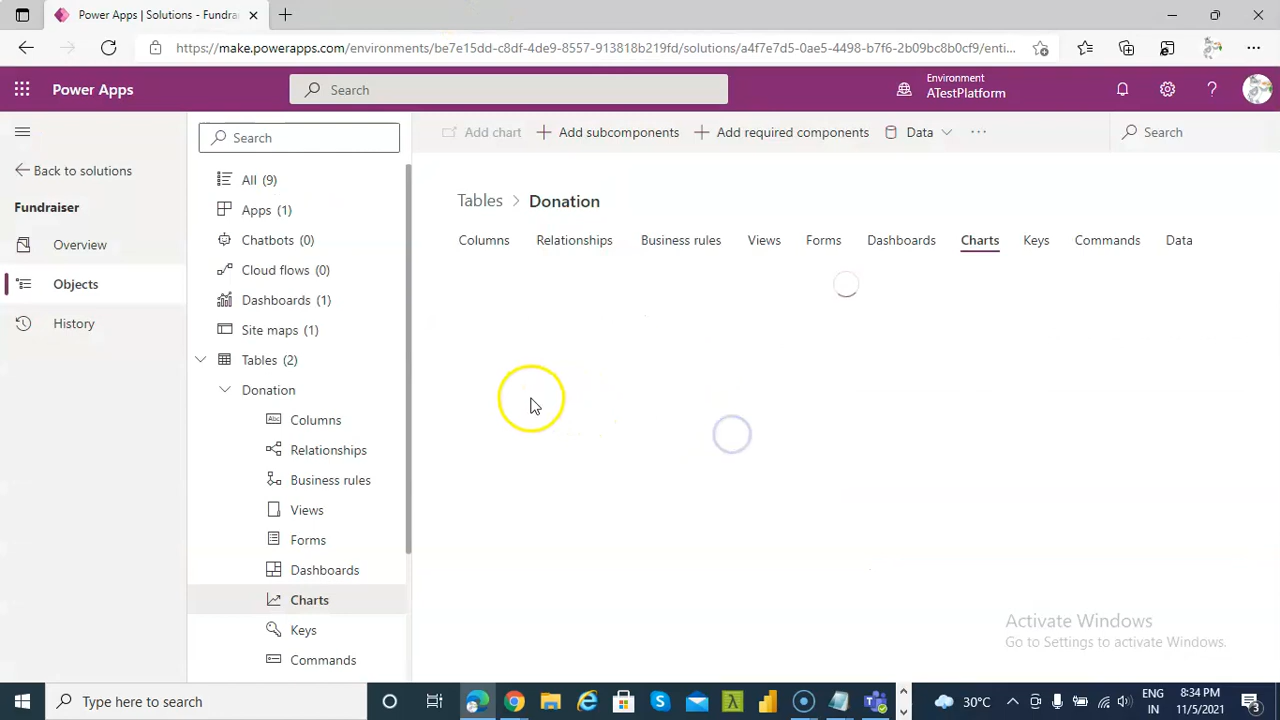 Power Apps | Solutions - Fundrai
https://make.powerapps.com/environments/be7e15dd-c8df-4de9-8557-913818b219fd/solutions/a4f7e7d5-0ae5-4498-b7f6-2b09bc8b0cf9/enti...
Power Apps
Search
Environment
ATestPlatform
Search
Add chart
Add subcomponents
Add required components
Data
Search
Back to solutions
Fundraiser
Overview
Objects
History
All (9)
Apps (1)
Chatbots (0)
Cloud flows (0)
Dashboards (1)
Site maps (1)
Tables (2)
Donation
Columns
Relationships
Business rules
Views
Forms
Dashboards
Charts
Keys
Commands
Tables > Donation
Columns Relationships Business rules Views Forms Dashboards Charts Keys Commands Data
Activate Windows
Go to Settings to activate Windows.
Type here to search
30°C
ENG
IN
8:34 PM
11/5/2021
3